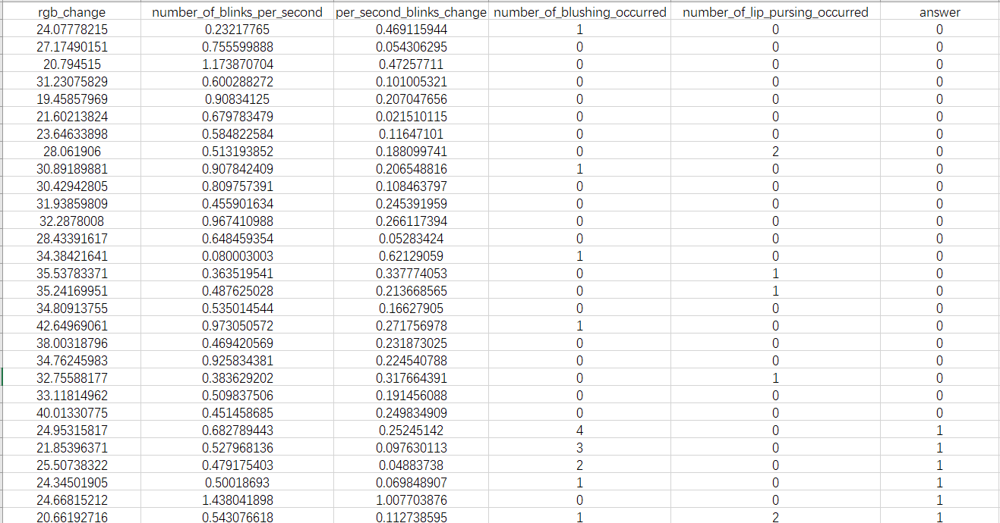 rgb_change number_of_blinks_per_second per_second_blinks_change number_of_blushing_occurred number_of_lip_pursing_occurred answer
24.07778215 0.23217765 0.469115944 1 0 0
27.17490151 0.755599888 0.054306295 0 0 0
20.794515 1.173870704 0.47257711 0 0 0
31.23075829 0.600288272 0.101005321 0 0 0
19.45857969 0.90834125 0.207047656 0 0 0
21.60213824 0.679783479 0.021510115 0 0 0
23.64633898 0.584822584 0.11647101 0 0 0
28.061906 0.513193852 0.188099741 0 2 0
30.89189881 0.907842409 0.206548816 1 0 0
30.42942805 0.809757391 0.108463797 0 0 0
31.93859809 0.455901634 0.245391959 0 0 0
32.2878008 0.967410988 0.266117394 0 0 0
28.43391617 0.648459354 0.05283424 0 0 0
34.38421641 0.080003003 0.62129059 1 0 0
35.53783371 0.363519541 0.337774053 0 1 0
35.24169951 0.487625028 0.213668565 0 1 0
34.80913755 0.535014544 0.16627905 0 0 0
42.64969061 0.973050572 0.271756978 1 0 0
38.00318796 0.469420569 0.231873025 0 0 0
34.76245983 0.925834381 0.224540788 0 0 0
32.75588177 0.383629202 0.317664391 0 1 0
33.11814962 0.509837506 0.191456088 0 0 0
40.01330775 0.451458685 0.249834909 0 0 0
24.95315817 0.682789443 0.25245142 4 0 1
21.85396371 0.527968136 0.097630113 3 0 1
25.50738322 0.479175403 0.04883738 2 0 1
24.34501905 0.50018693 0.069848907 1 0 1
24.66815212 1.438041898 1.007703876 0 0 1
20.66192716 0.543076618 0.112738595 1 2 1